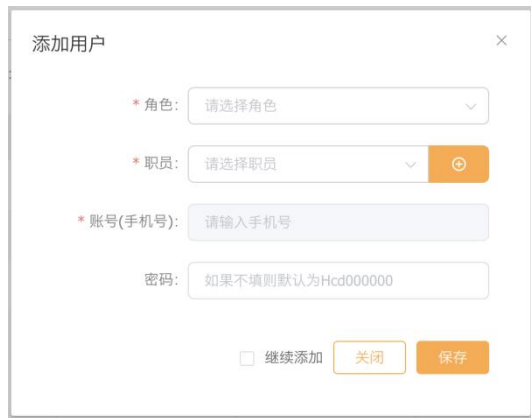 添加用户
* 角色: 请选择角色
* 职员: 请选择职员
* 账号(手机号): 请输入手机号
密码: 如果不填则默认为Hcd000000
继续添加 关闭 保存